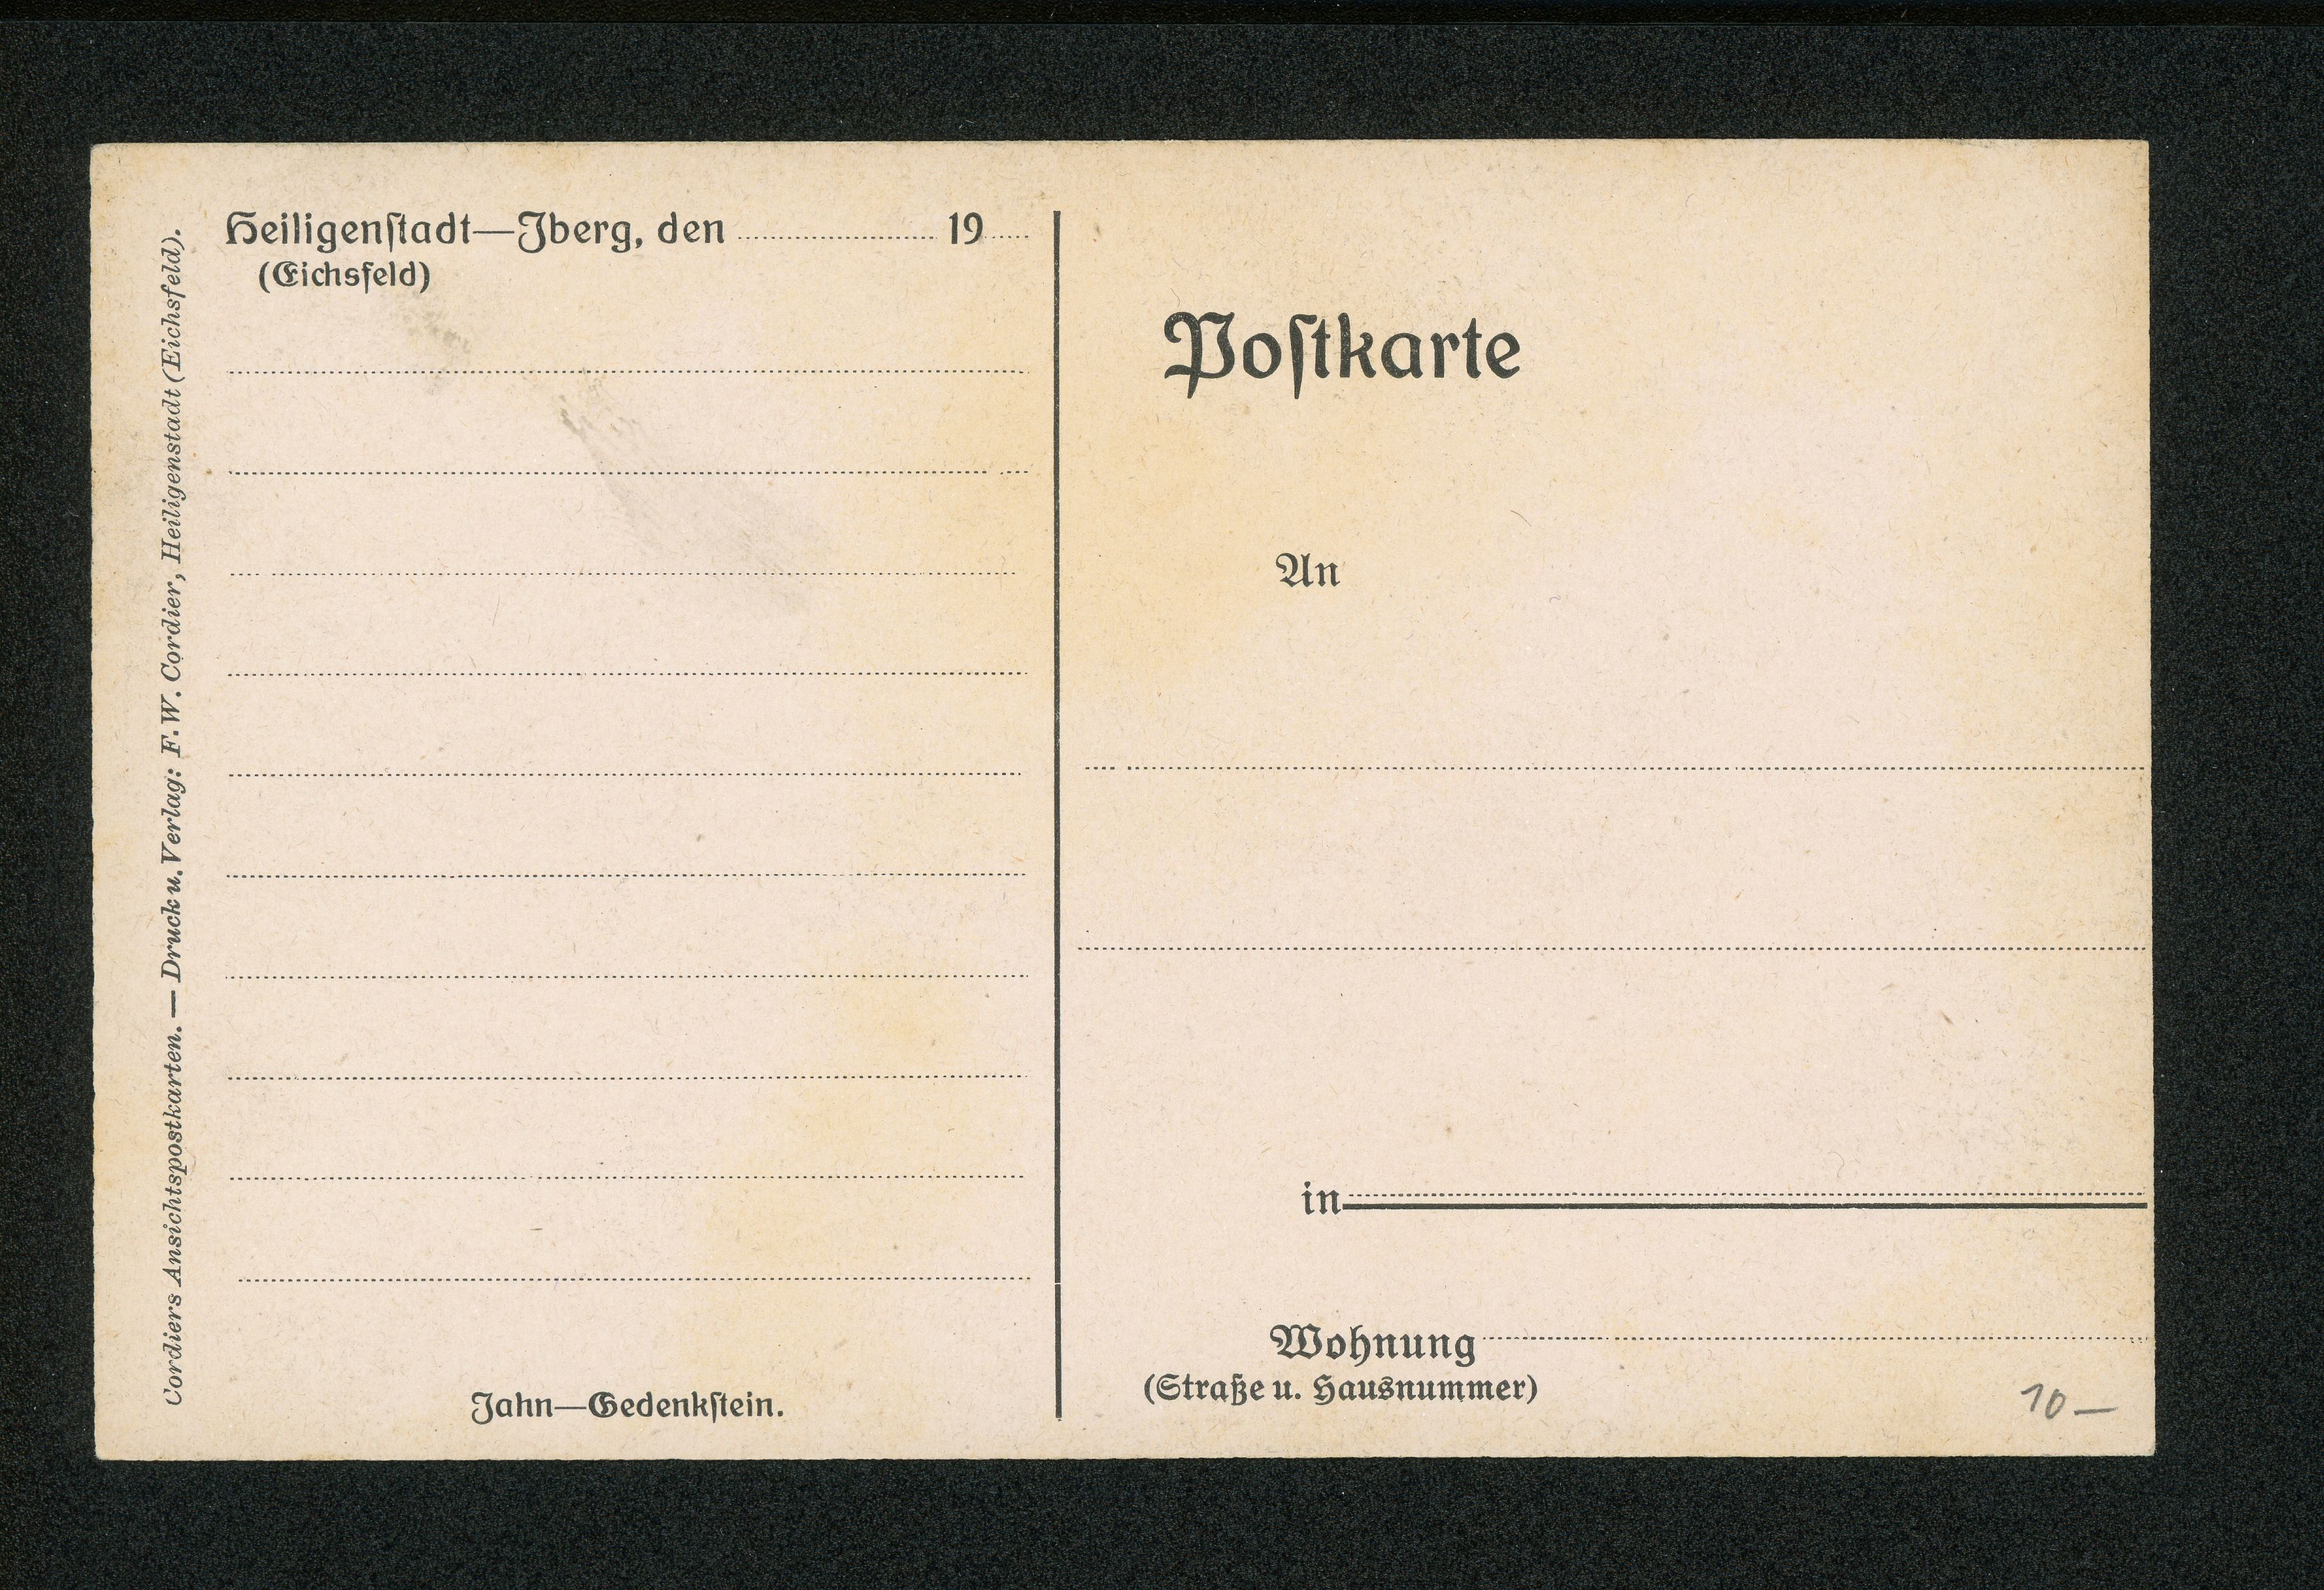 Heiligenſtadt—Iberg, den ............ 19....
(Eichsfeld)
Jahn—Gedenkſtein.
Cordiers Ansichtspostkarten. — Druck u. Verlag: F. W. Cordier, Heiligenstadt (Eichsfeld).
Poſtkarte
An
in
Wohnung
(Straße u. Hausnummer)
10—